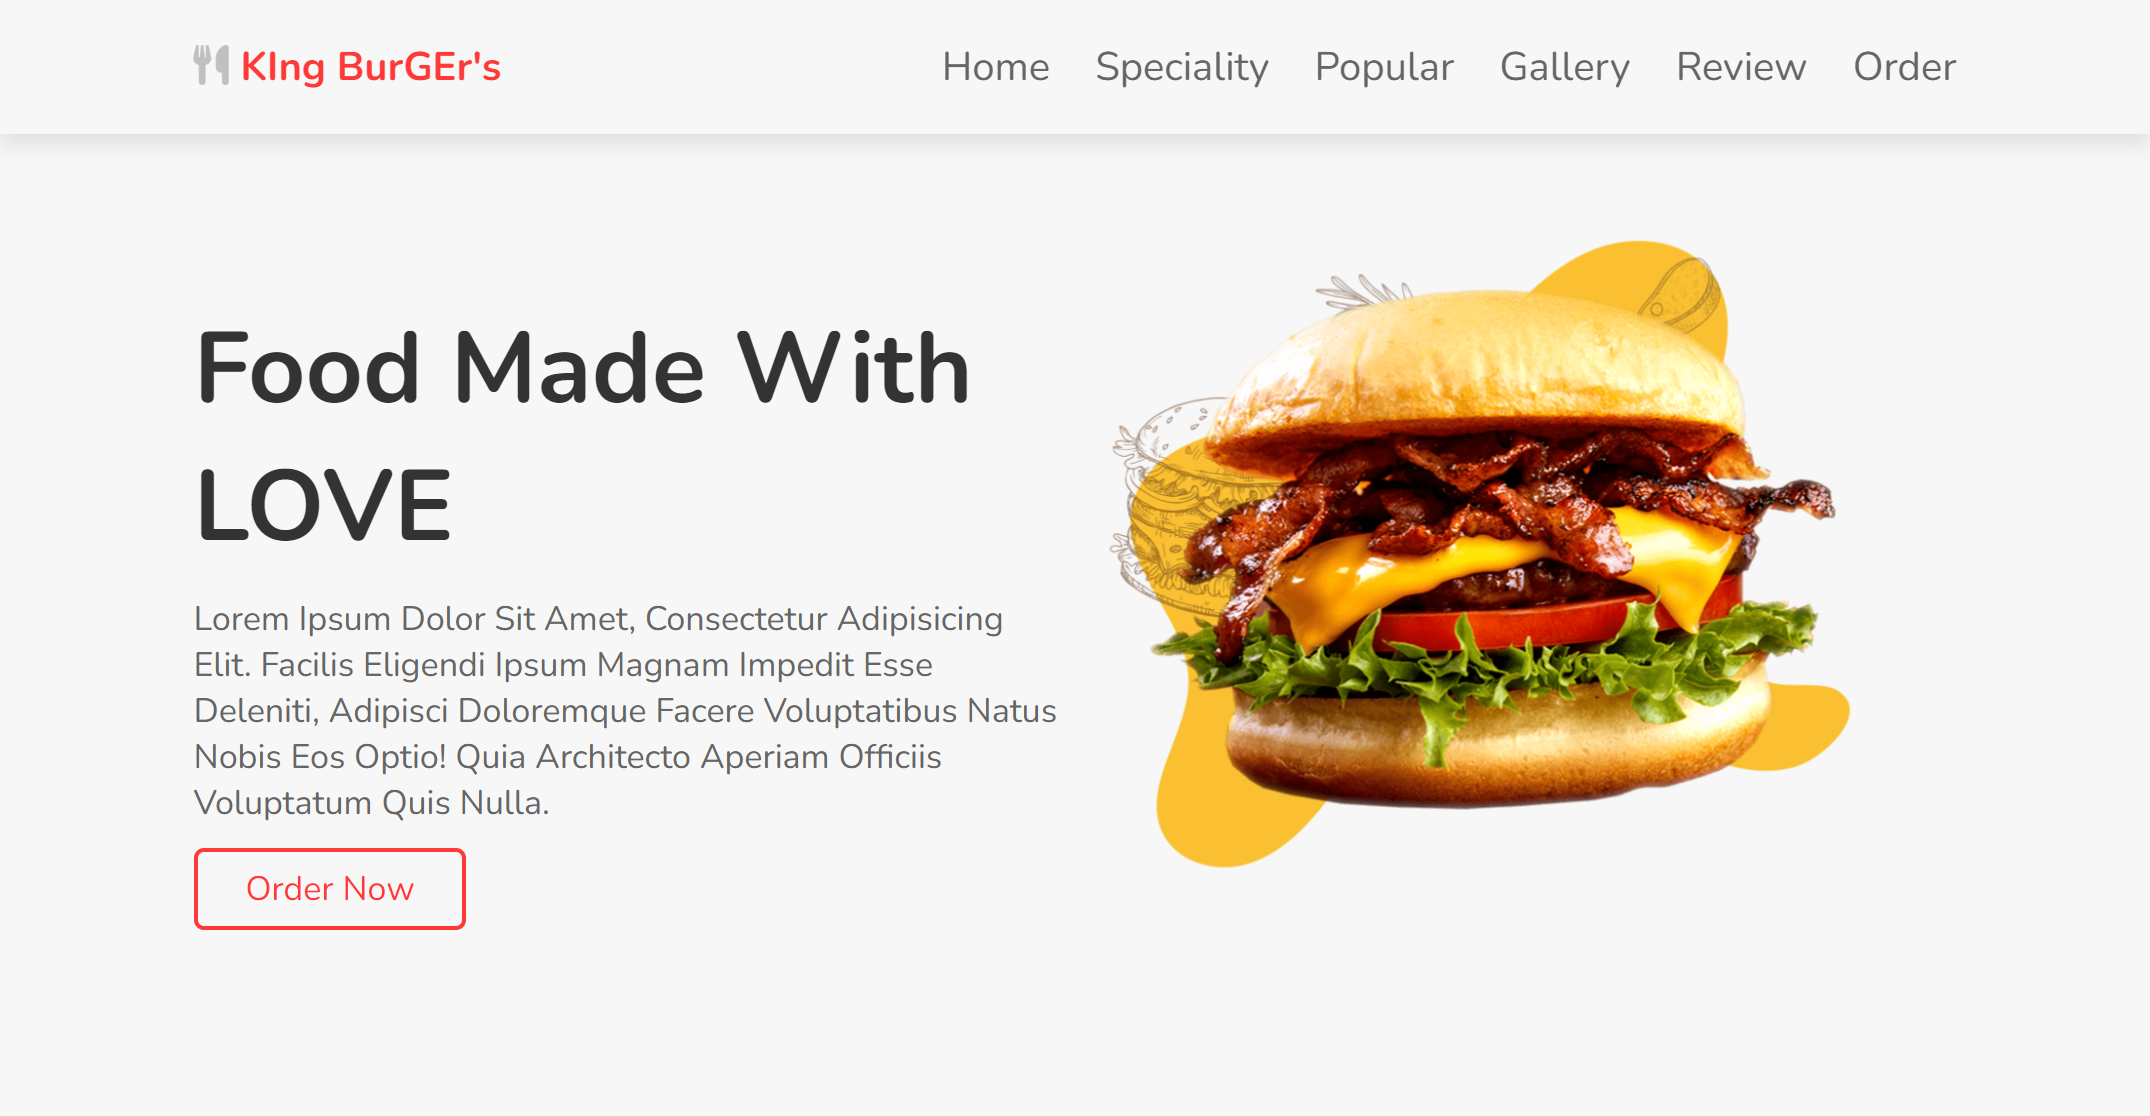 KIng BurGEr's
Home Speciality Popular Gallery Review Order
Food Made With
LOVE
Lorem Ipsum Dolor Sit Amet, Consectetur Adipisicing
Elit. Facilis Eligendi Ipsum Magnam Impedit Esse
Deleniti, Adipisci Doloremque Facere Voluptatibus Natus
Nobis Eos Optio! Quia Architecto Aperiam Officiis
Voluptatum Quis Nulla.
Order Now